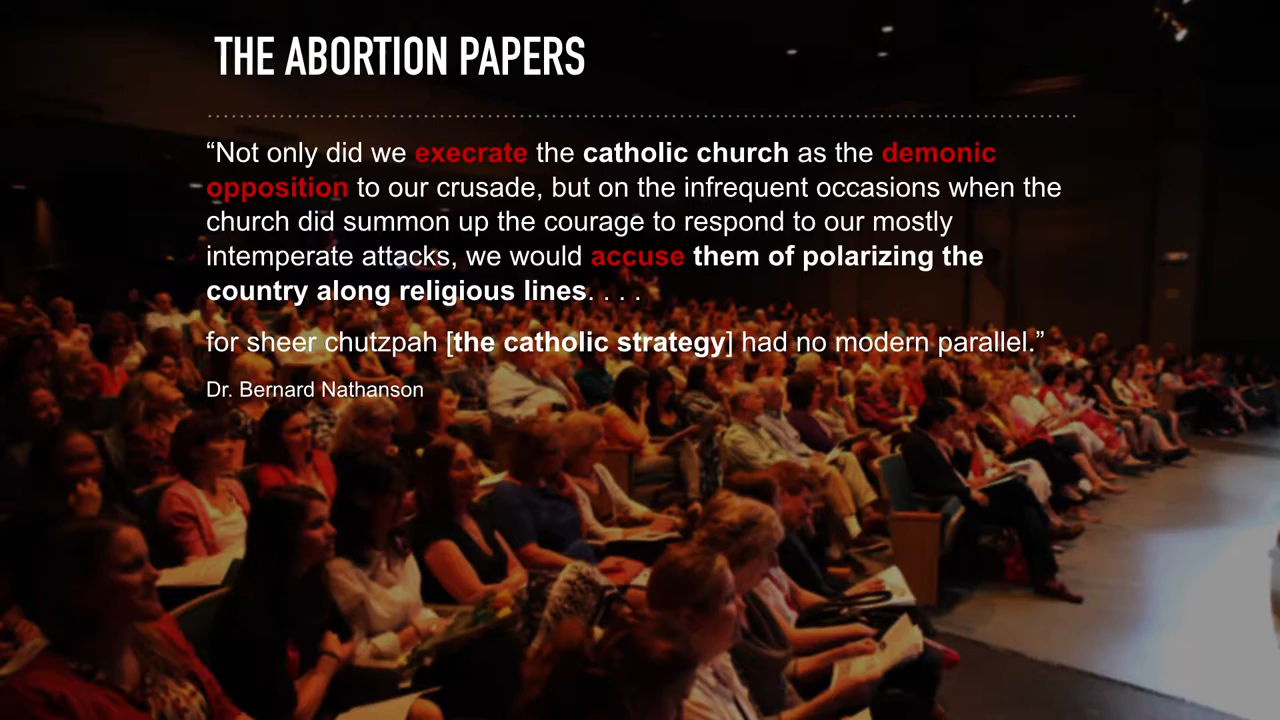 THE ABORTION PAPERS
“Not only did we execrate the catholic church as the demonic
opposition to our crusade, but on the infrequent occasions when the
church did summon up the courage to respond to our mostly
intemperate attacks, we would accuse them of polarizing the
country along religious lines. . . .
for sheer chutzpah [the catholic strategy] had no modern parallel.”
Dr. Bernard Nathanson